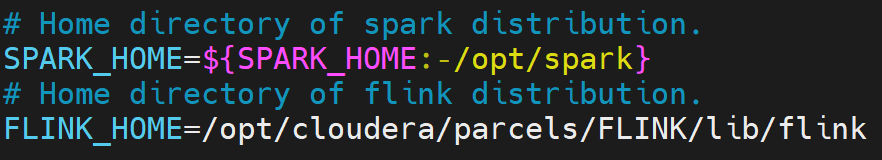 # Home directory of spark distribution.
SPARK_HOME=${SPARK_HOME:-/opt/spark}
# Home directory of flink distribution.
FLINK_HOME=/opt/cloudera/parcels/FLINK/lib/flink